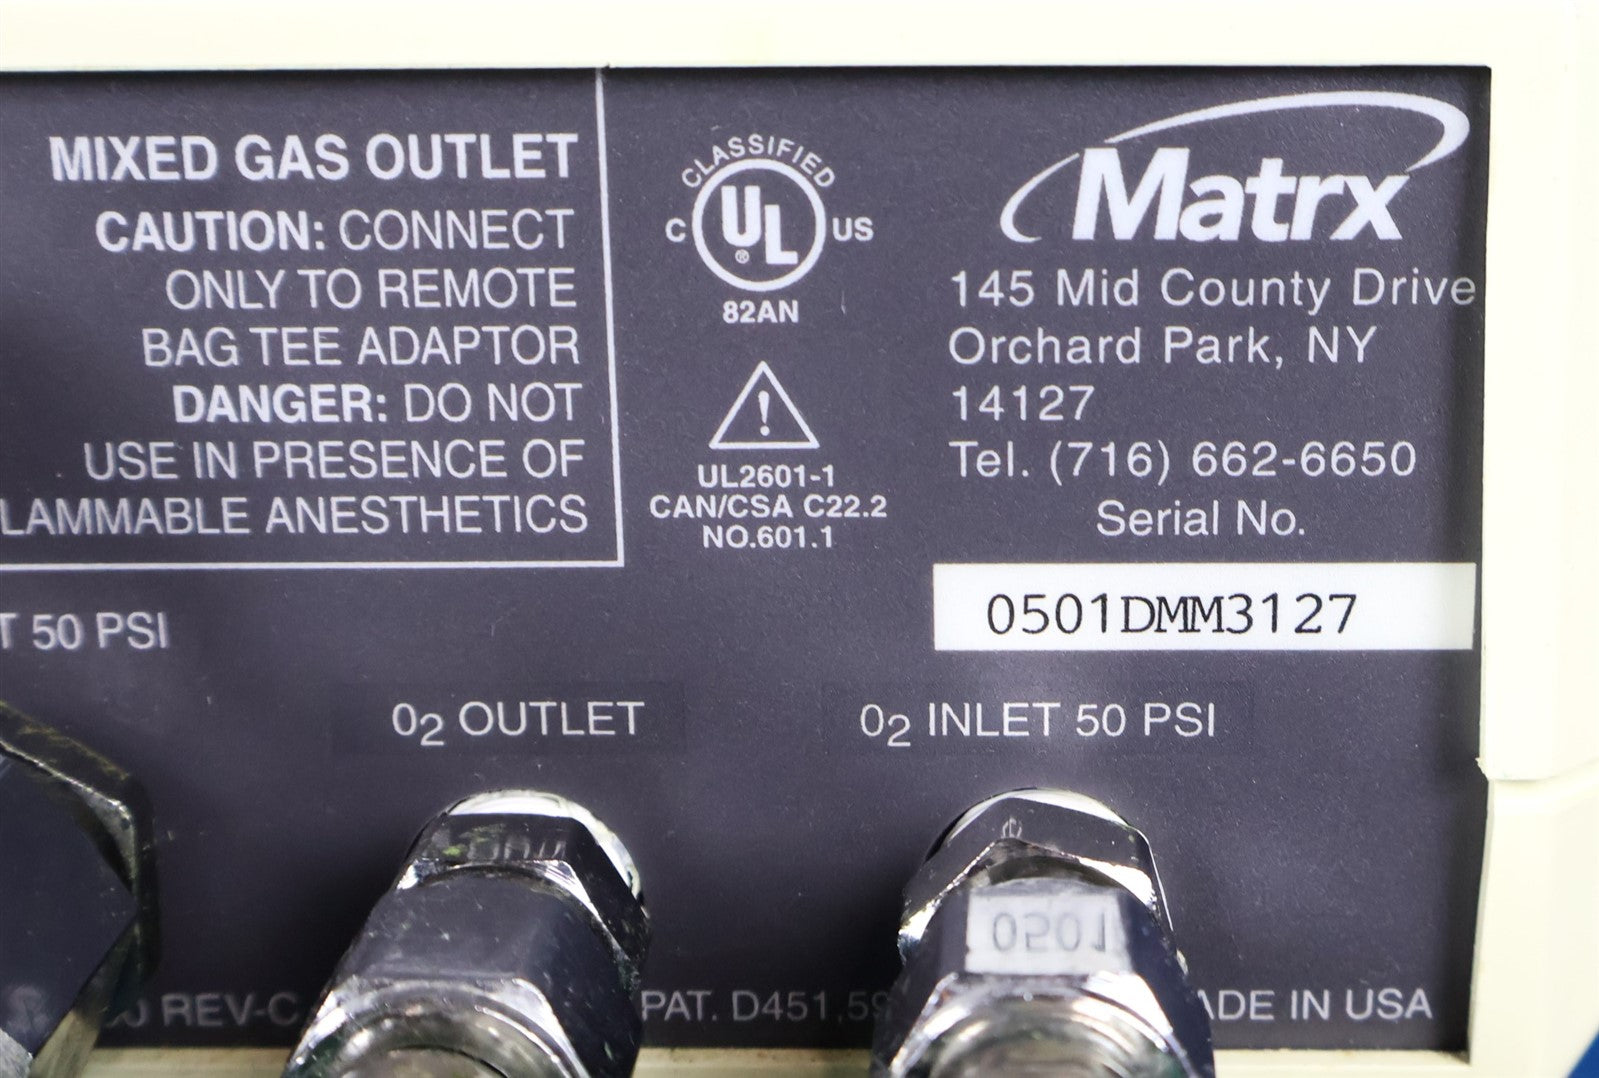 MIXED GAS OUTLET
CAUTION: CONNECT
ONLY TO REMOTE
BAG TEE ADAPTOR
DANGER: DO NOT
USE IN PRESENCE OF
LAMMABLE ANESTHETICS
T 50 PSI
CLASSIFIED
C UL US
®
82AN
!
UL2601-1
CAN/CSA C22.2
NO.601.1
Matrx
145 Mid County Drive
Orchard Park, NY
14127
Tel. (716) 662-6650
Serial No.
0501DMM3127
O2 OUTLET
O2 INLET 50 PSI
0501
REV-C
PAT. D451,59
ADE IN USA